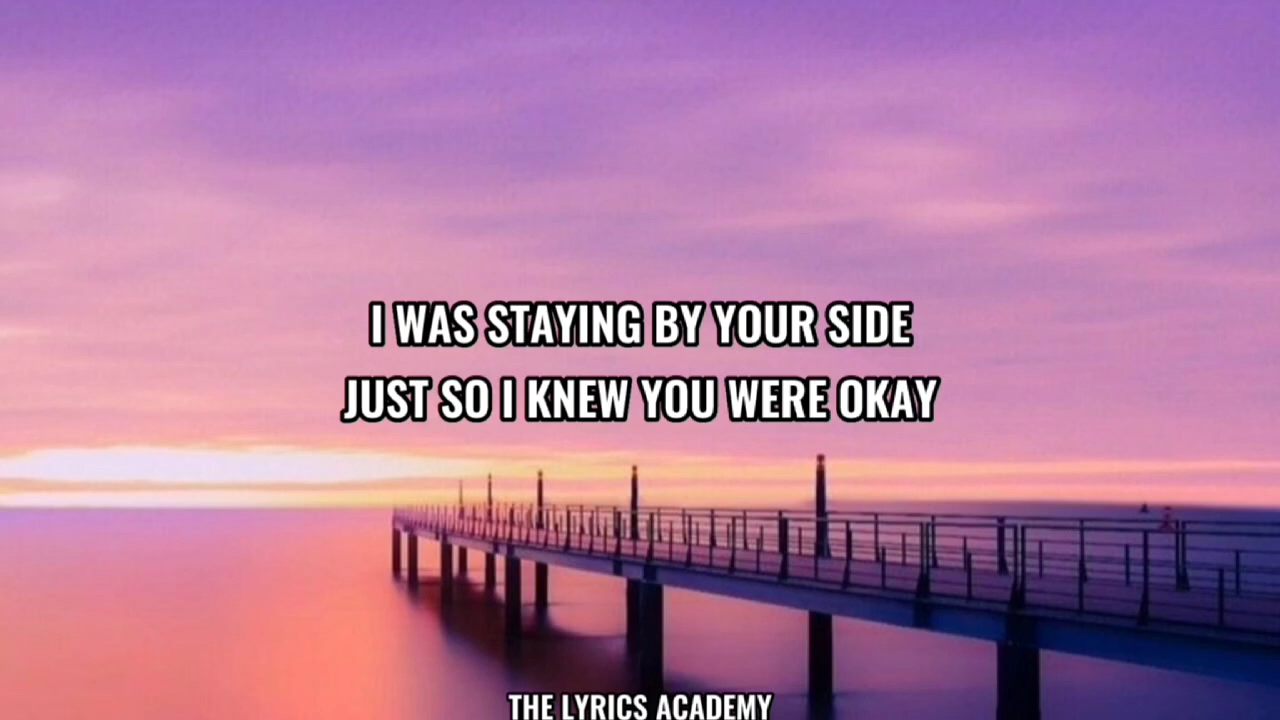 I WAS STAYING BY YOUR SIDE
JUST SO I KNEW YOU WERE OKAY
THE LYRICS ACADEMY